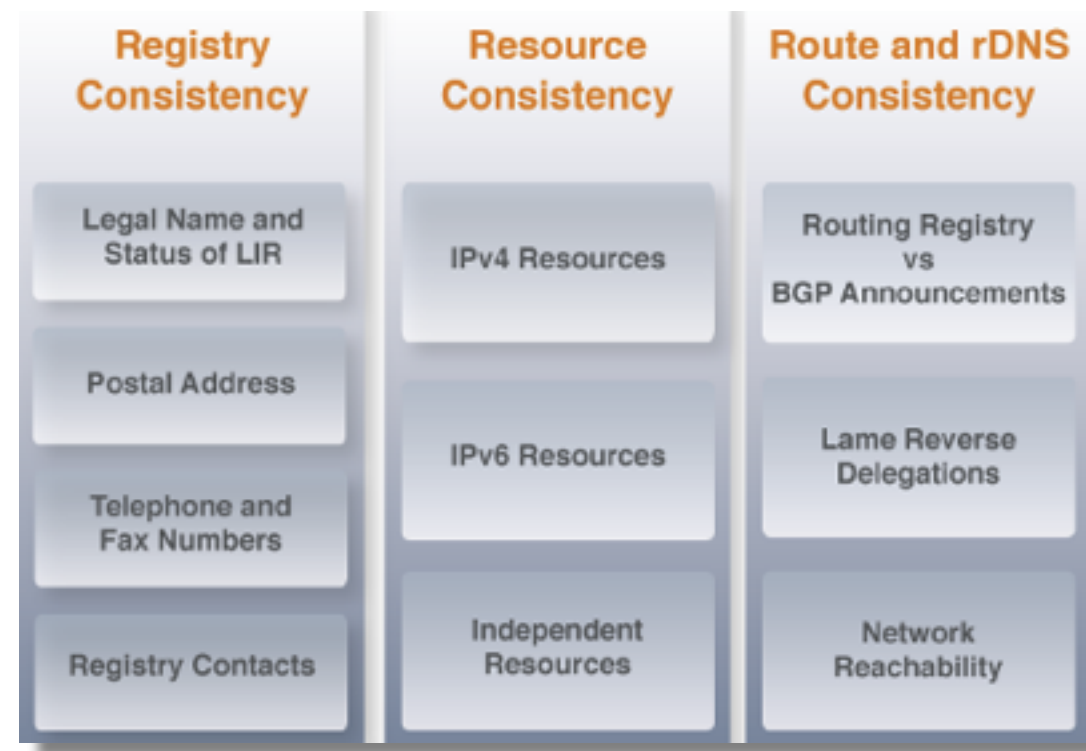 Registry
Consistency
Legal Name and
Status of LIR
Postal Address
Telephone and
Fax Numbers
Registry Contacts
Resource
Consistency
IPv4 Resources
IPv6 Resources
Independent
Resources
Route and rDNS
Consistency
Routing Registry
vs
BGP Announcements
Lame Reverse
Delegations
Network
Reachability